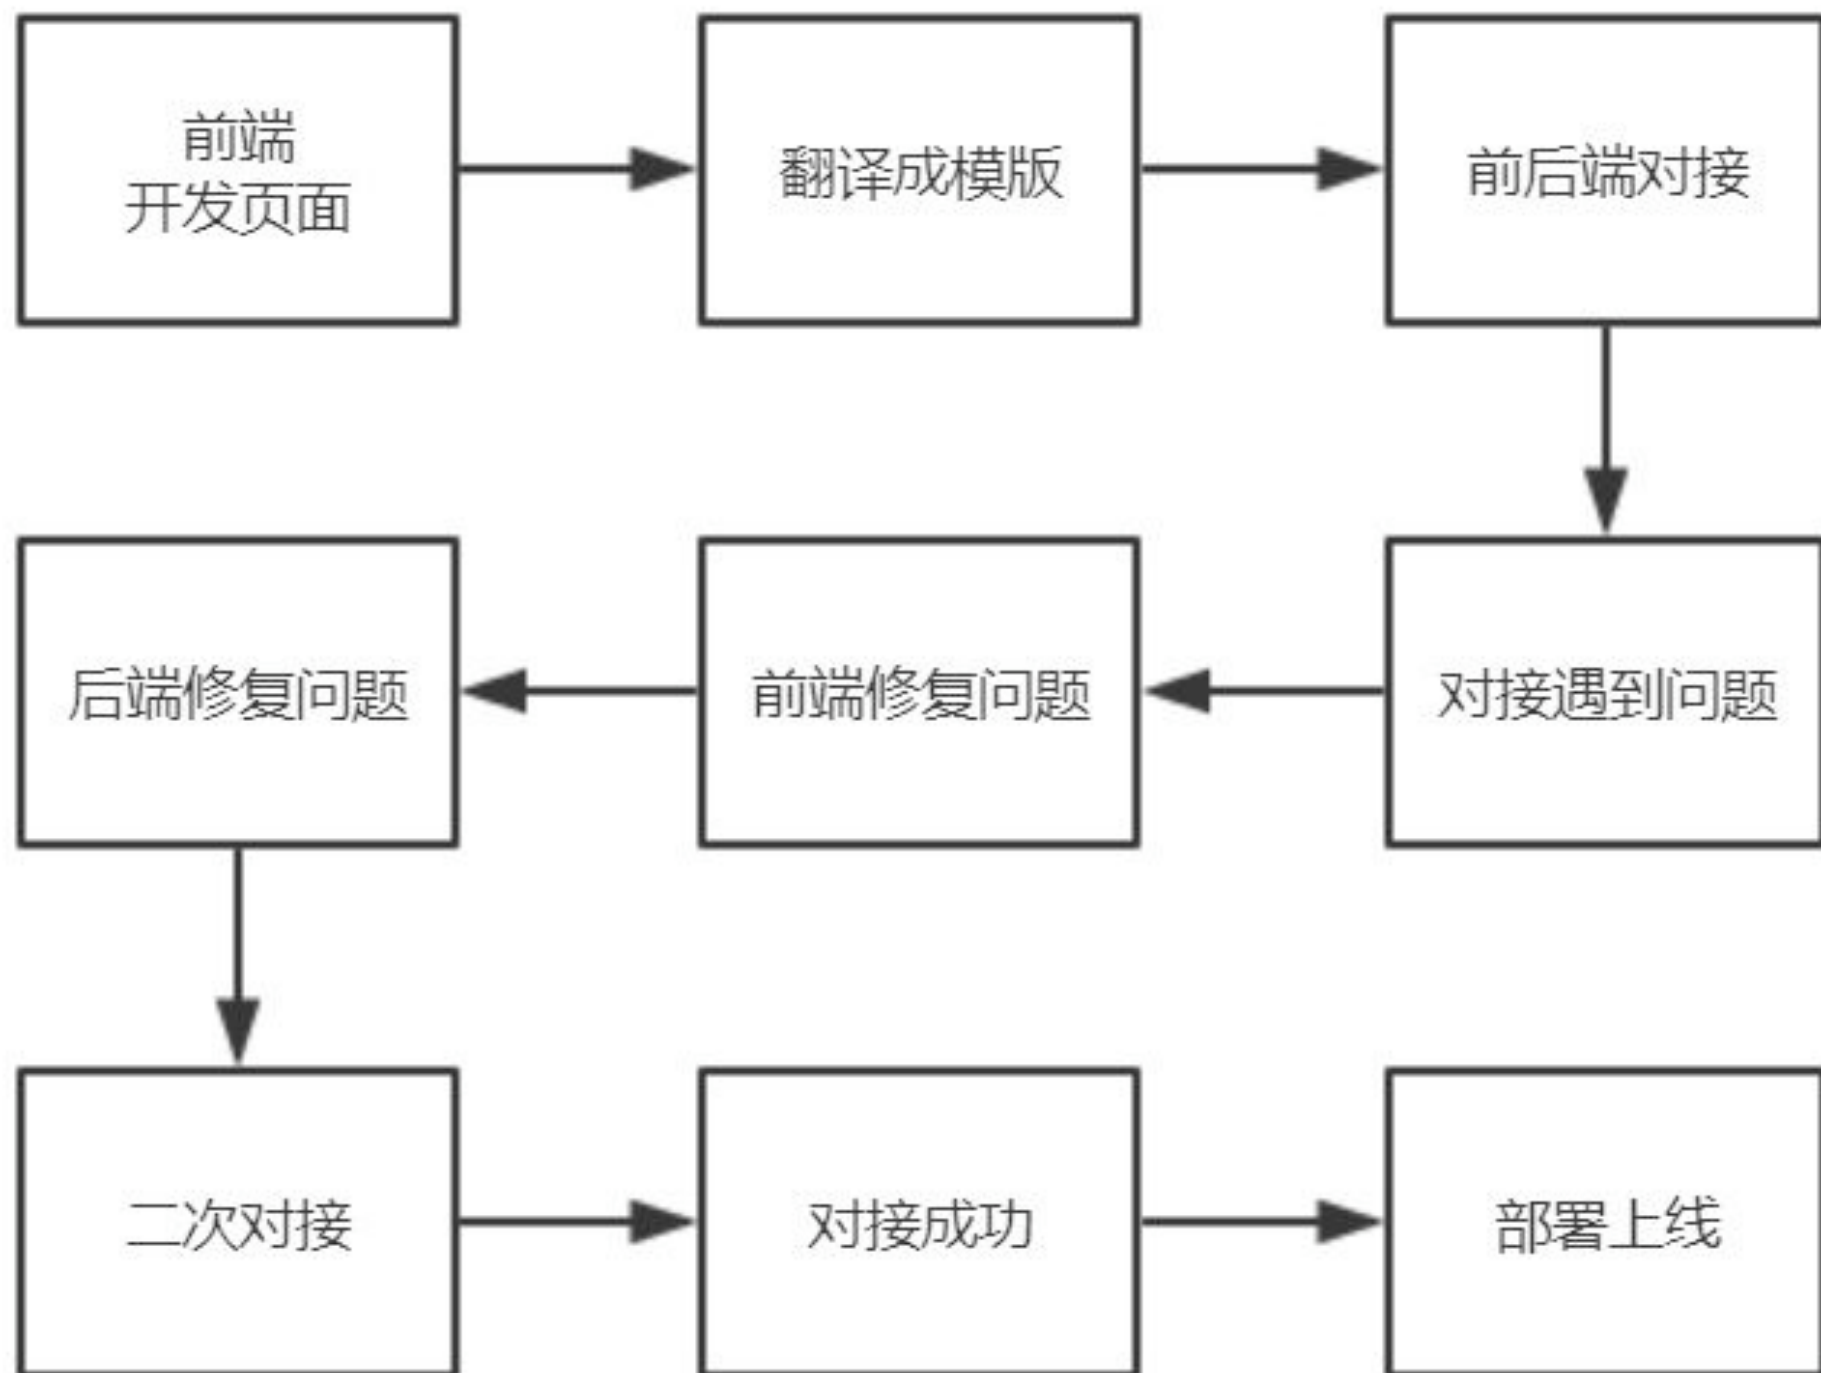 前端
开发页面
翻译成模版
前后端对接
对接遇到问题
前端修复问题
后端修复问题
二次对接
对接成功
部署上线